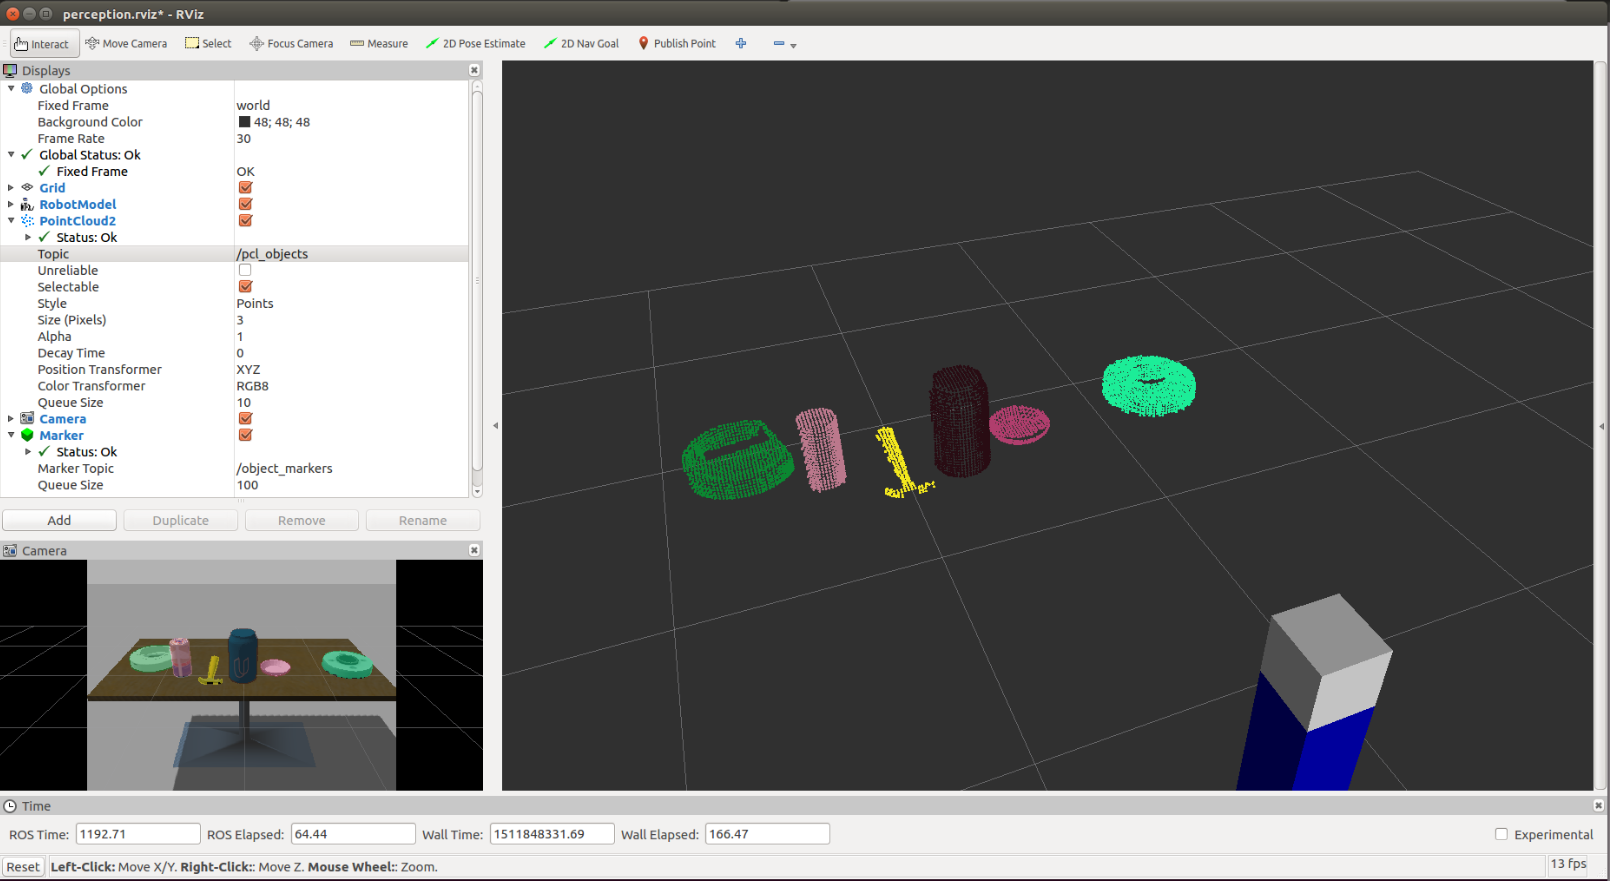 perception.rviz* - RViz
Interact Move Camera Select Focus Camera Measure 2D Pose Estimate 2D Nav Goal Publish Point
Displays
Global Options
Fixed Frame world
Background Color 48; 48; 48
Frame Rate 30
Global Status: Ok
Fixed Frame OK
Grid
RobotModel
PointCloud2
Status: Ok
Topic /pcl_objects
Unreliable
Selectable
Style Points
Size (Pixels) 3
Alpha 1
Decay Time 0
Position Transformer XYZ
Color Transformer RGB8
Queue Size 10
Camera
Marker
Status: Ok
Marker Topic /object_markers
Queue Size 100
Add Duplicate Remove Rename
Camera
Time
ROS Time: 1192.71 ROS Elapsed: 64.44 Wall Time: 1511848331.69 Wall Elapsed: 166.47 Experimental
Reset Left-Click: Move X/Y. Right-Click:: Move Z. Mouse Wheel:: Zoom. 13 fps